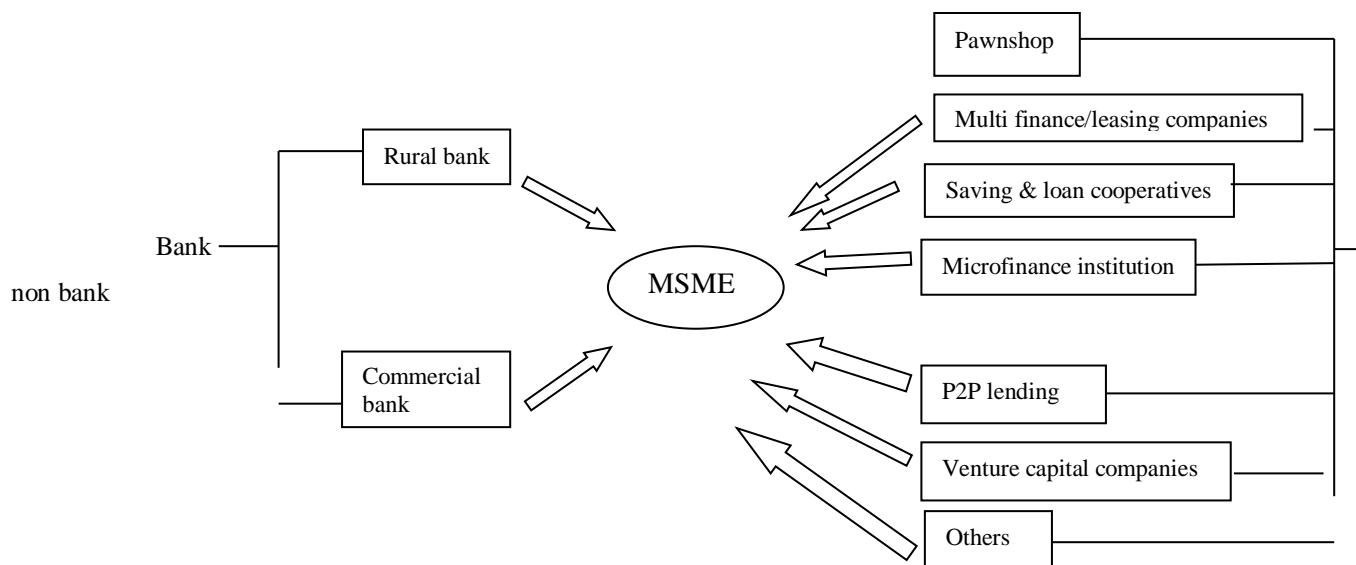 Pawnshop
Multi finance/leasing companies
Rural bank
Saving & loan cooperatives
Bank
MSME
Microfinance institution
non bank
Commercial
bank
P2P lending
Venture capital companies
Others